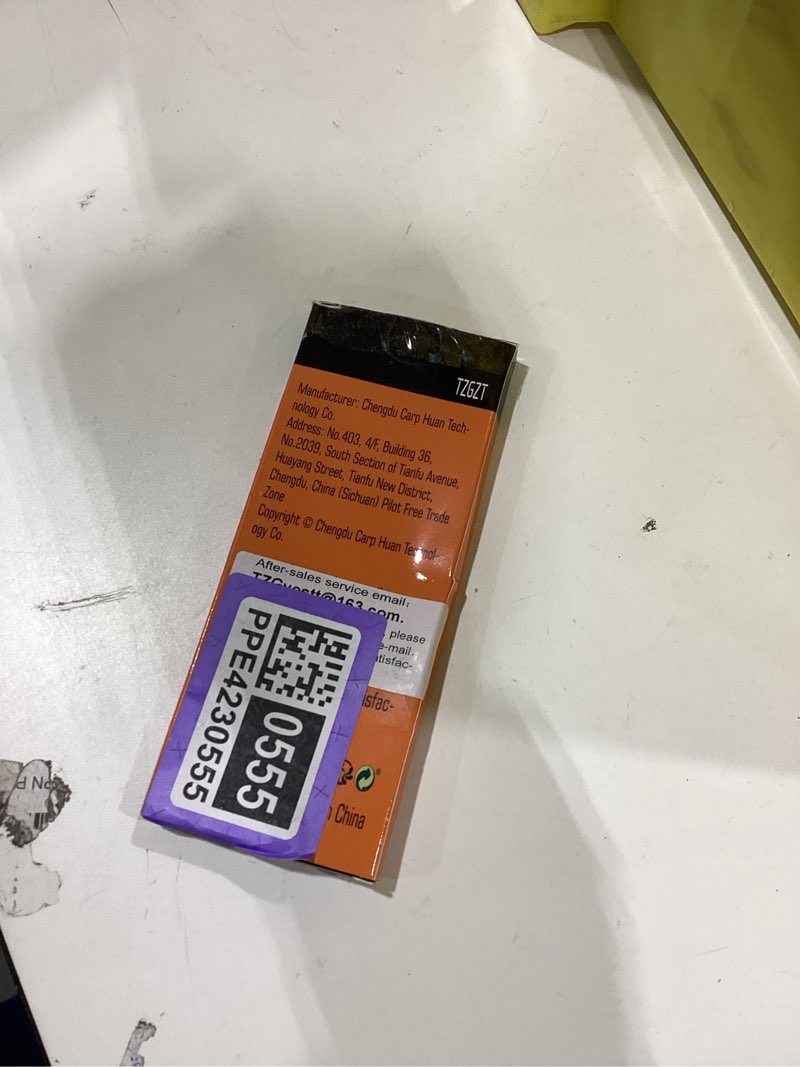 TZGZT
Manufacturer: Chengdu Carp Huan Tech-
nology Co.
Address: No.403, 4/F, Building 36,
No.2039, South Section of Tianfu Avenue,
Huayang Street, Tianfu New District,
Chengdu, China (Sichuan) Pilot Free Trade
Zone
Copyright © Chengdu Carp Huan Technol-
ogy Co.
After-sales service email:
please
e-mail.
atisfac-
isfac-
China
PPE4230555
0555